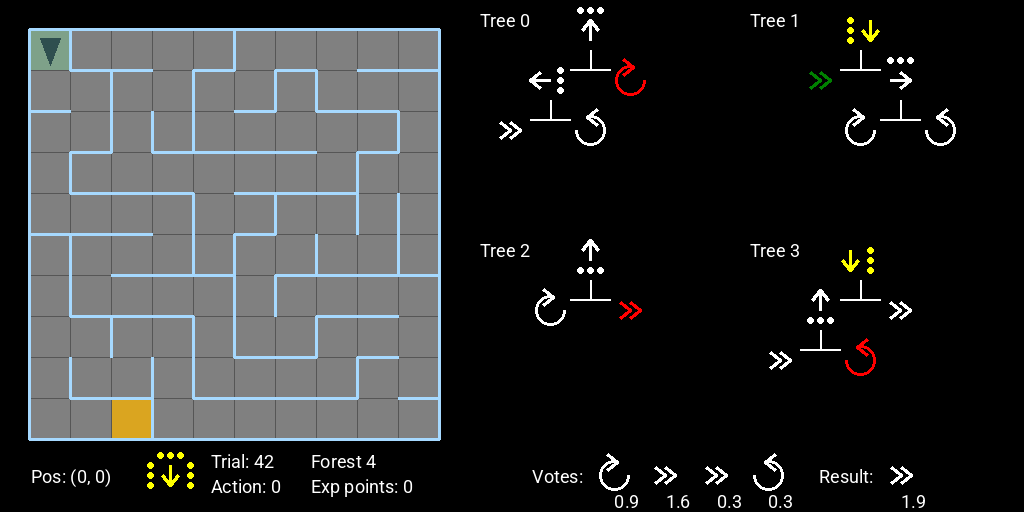 Tree 0
Tree 1
Tree 2
Tree 3
Pos: (0, 0)
Trial: 42
Forest 4
Action: 0
Exp points: 0
Votes:
Result:
0.9
1.6
0.3
0.3
1.9